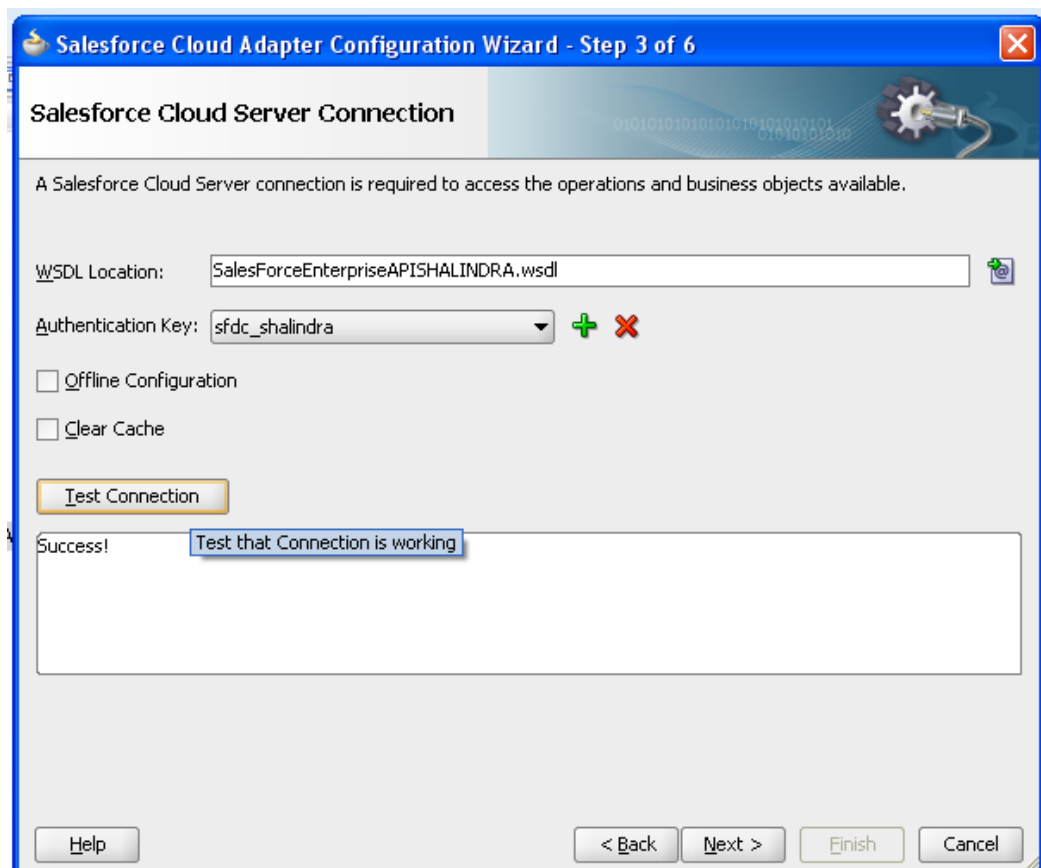 Salesforce Cloud Adapter Configuration Wizard - Step 3 of 6
Salesforce Cloud Server Connection
A Salesforce Cloud Server connection is required to access the operations and business objects available.
WSDL Location: SalesForceEnterpriseAPISHALINDRA.wsdl
Authentication Key: sfdc_shalindra
Offline Configuration
Clear Cache
Test Connection
Success! Test that Connection is working
Help < Back Next > Finish Cancel